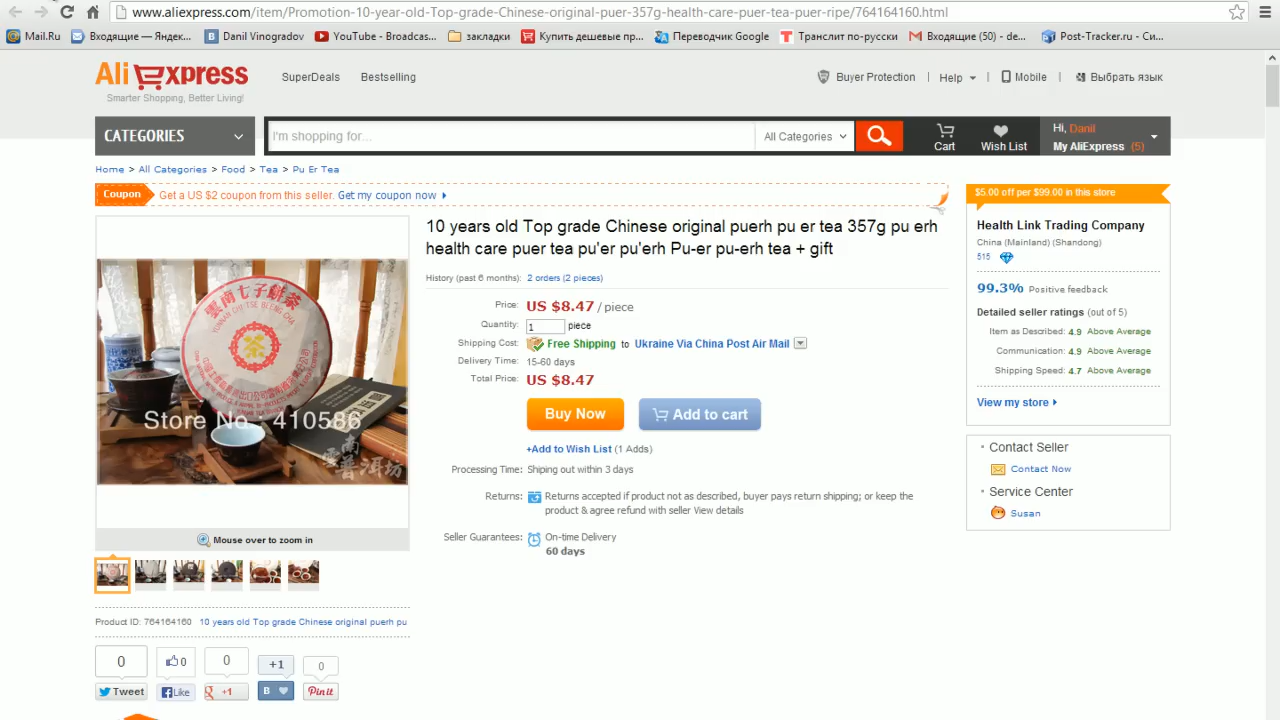 www.aliexpress.com/item/Promotion-10-year-old-Top-grade-Chinese-original-puer-357g-health-care-puer-tea-puer-ripe/764164160.html
Mail.Ru Входящие — Яндек... Danil Vinogradov YouTube - Broadcas... закладки Купить дешевые пр... Переводчик Google Транслит по-русски Входящие (50) - de... Post-Tracker.ru - Си...
AliExpress SuperDeals Bestselling Buyer Protection Help Mobile Выбрать язык
Smarter Shopping, Better Living!
CATEGORIES I'm shopping for... All Categories Cart Wish List Hi, Danil
My AliExpress (5)
Home > All Categories > Food > Tea > Pu Er Tea
Coupon Get a US $2 coupon from this seller. Get my coupon now
10 years old Top grade Chinese original puerh pu er tea 357g pu erh
health care puer tea pu'er pu'erh Pu-er pu-erh tea + gift
History (past 6 months): 2 orders (2 pieces)
Price: US $8.47 / piece
Quantity: 1 piece
Shipping Cost: Free Shipping to Ukraine Via China Post Air Mail
Delivery Time: 15-60 days
Total Price: US $8.47
Buy Now Add to cart
+Add to Wish List (1 Adds)
Processing Time: Shiping out within 3 days
Returns: Returns accepted if product not as described, buyer pays return shipping; or keep the
product & agree refund with seller View details
Seller Guarantees: On-time Delivery
60 days
$5.00 off per $99.00 in this store
Health Link Trading Company
China (Mainland) (Shandong)
515
99.3% Positive feedback
Detailed seller ratings (out of 5)
Item as Described: 4.9 Above Average
Communication: 4.9 Above Average
Shipping Speed: 4.7 Above Average
View my store
Contact Seller
Contact Now
Service Center
Susan
雲南七子餅茶
YUNNAN CHI TSE BEENG CHA
茶
Store No.: 410586
Mouse over to zoom in
Product ID: 764164160 10 years old Top grade Chinese original puerh pu
0 0 0 +1 0
Tweet Like +1 B Pin it